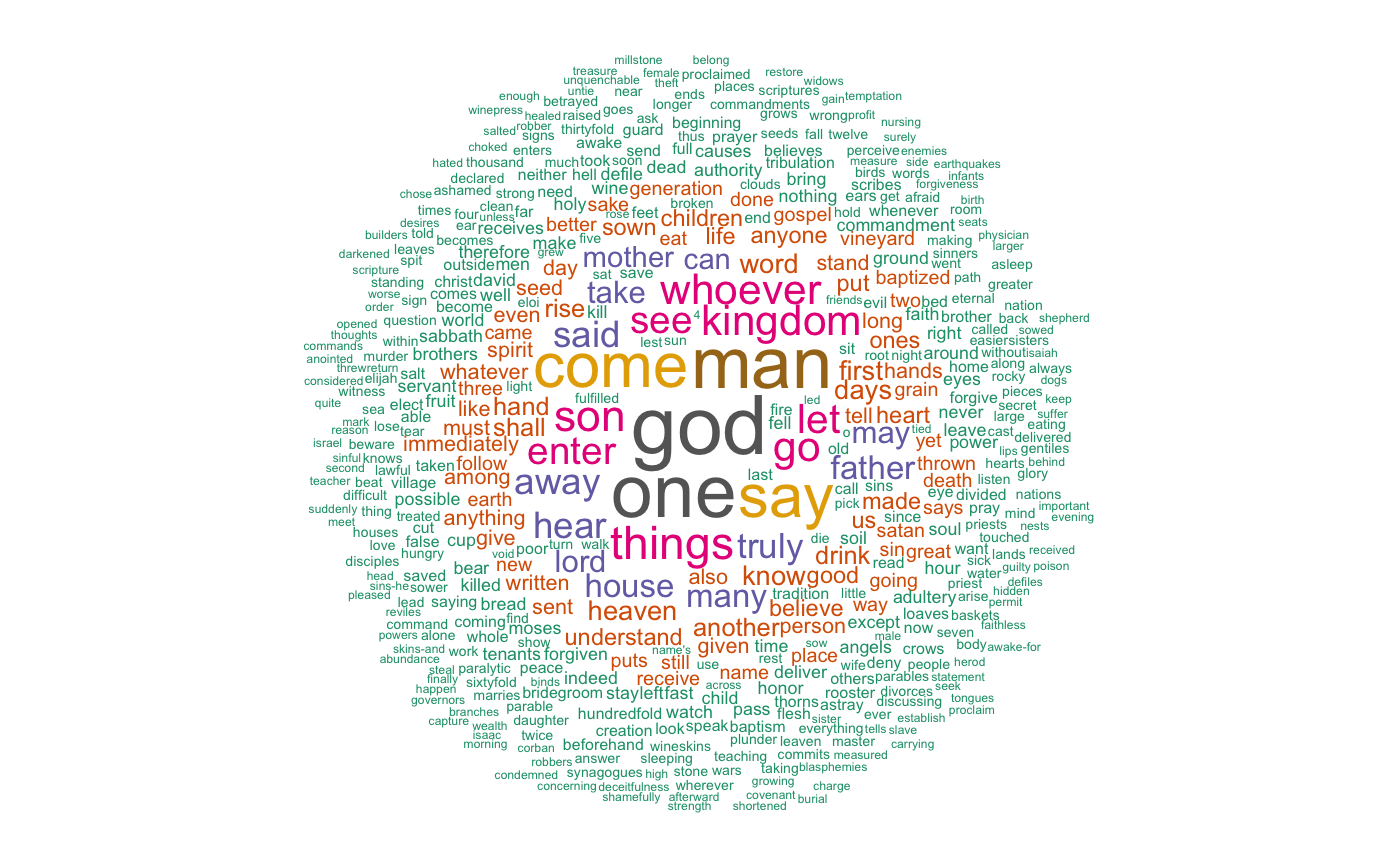 millstone belong
treasure female proclaimed restore
unquenchable theft widows
untie near ends places scriptures
enough betrayed longer commandments gain temptation
winepress healed raised goes ask beginning grows wrong profit
salted robber thirtyfold guard thus prayer seeds fall twelve nursing
signs awake send full causes believes surely
choked enters perceive enemies
hated thousand much took soon dead authority tribulation measure side earthquakes
declared neither hell defile clouds bring birds words infants
chose ashamed strong need wine generation done nothing scribes forgiveness
clean holy sake broken ears get afraid birth
times four unless far rose feet children end gospel hold whenever room
desires ear receives better sown life anyone commandment seats
builders told becomes make five eat vineyard making physician
darkened leaves therefore grew mother can word stand ground sinners larger
spit outside men day sat save went asleep
scripture standing christ david seed take whoever put baptized path greater
worse sign comes well eloi friends evil two bed eternal nation
order become even rise kill see 4 kingdom long faith brother back shepherd
opened question world came said right called sowed
thoughts within sabbath lest sun ones easier sisters
commands murder brothers spirit come man sit around without isaiah
anointed threw return whatever root night home along always
considered elijah salt servant three light first hands eyes rocky dogs
witness fruit fulfilled days grain forgive pieces keep
quite sea elect like hand son god fire led let tell heart never secret
mark able must shall fell large suffer eating
reason lose tear immediately enter go o may tied yet leave cast delivered
israel beware old power lips gentiles
sinful knows taken follow father thrown hearts behind
second lawful among away last death listen glory
teacher beat village one say call sins eye divided nations
difficult possible earth pick made says pray mind important
suddenly thing treated anything hear us since soul priests nests evening
meet cut give things truly die soil satan touched
houses false cup void poor turn walk drink sin great want lands received
love hungry lord read hour sick
disciples bear new house also know good going water guilty poison
head saved written priest defiles
sins-he sower killed many tradition little adultery arise hidden
pleased lead saying bread sent heaven believe way loaves baskets permit
reviles coming find another person except now seven faithless
command moses understand male
powers alone whole show name's given time sow angels crows body awake-for
skins-and work tenants forgiven puts still use rest place wife deny people herod
abundance steal paralytic peace indeed receive name deliver others parables statement
finally sixtyfold binds across honor rooster divorces seek
happen marries bridegroom stay left fast child thorns astray discussing tongues
governors parable hundredfold watch pass flesh sister ever establish proclaim
branches wealth daughter creation look speak baptism everything tells slave
capture isaac twice
morning corban beforehand wineskins plunder leaven master carrying
robbers answer sleeping teaching commits measured
condemned synagogues high stone wars taking blasphemies
concerning deceitfulness wherever growing charge
shamefully afterward covenant burial
strength shortened